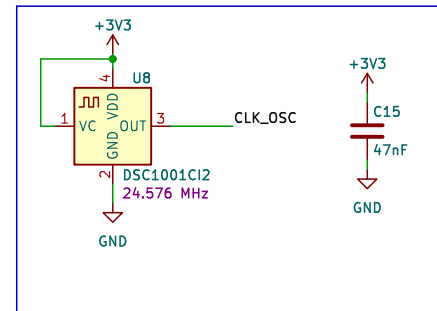 +3V3
U8
4
VDD
1
VC
OUT
3
CLK_OSC
GND
2
DSC1001CI2
24.576 MHz
GND
+3V3
C15
47nF
GND